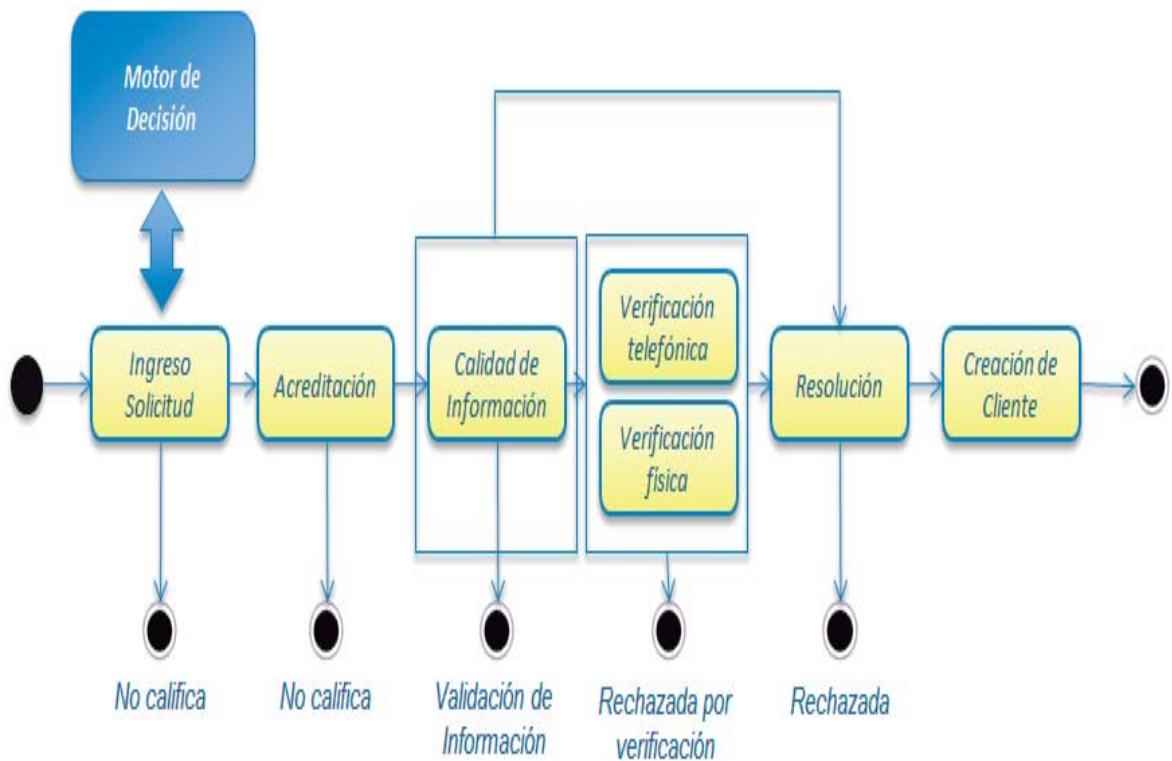 Motor de
Decisión
Ingreso
Solicitud
Acreditación
Calidad de
Información
Verificación
telefónica
Verificación
física
Resolución
Creación de
Cliente
No califica
No califica
Validación de
Información
Rechazada por
verificación
Rechazada